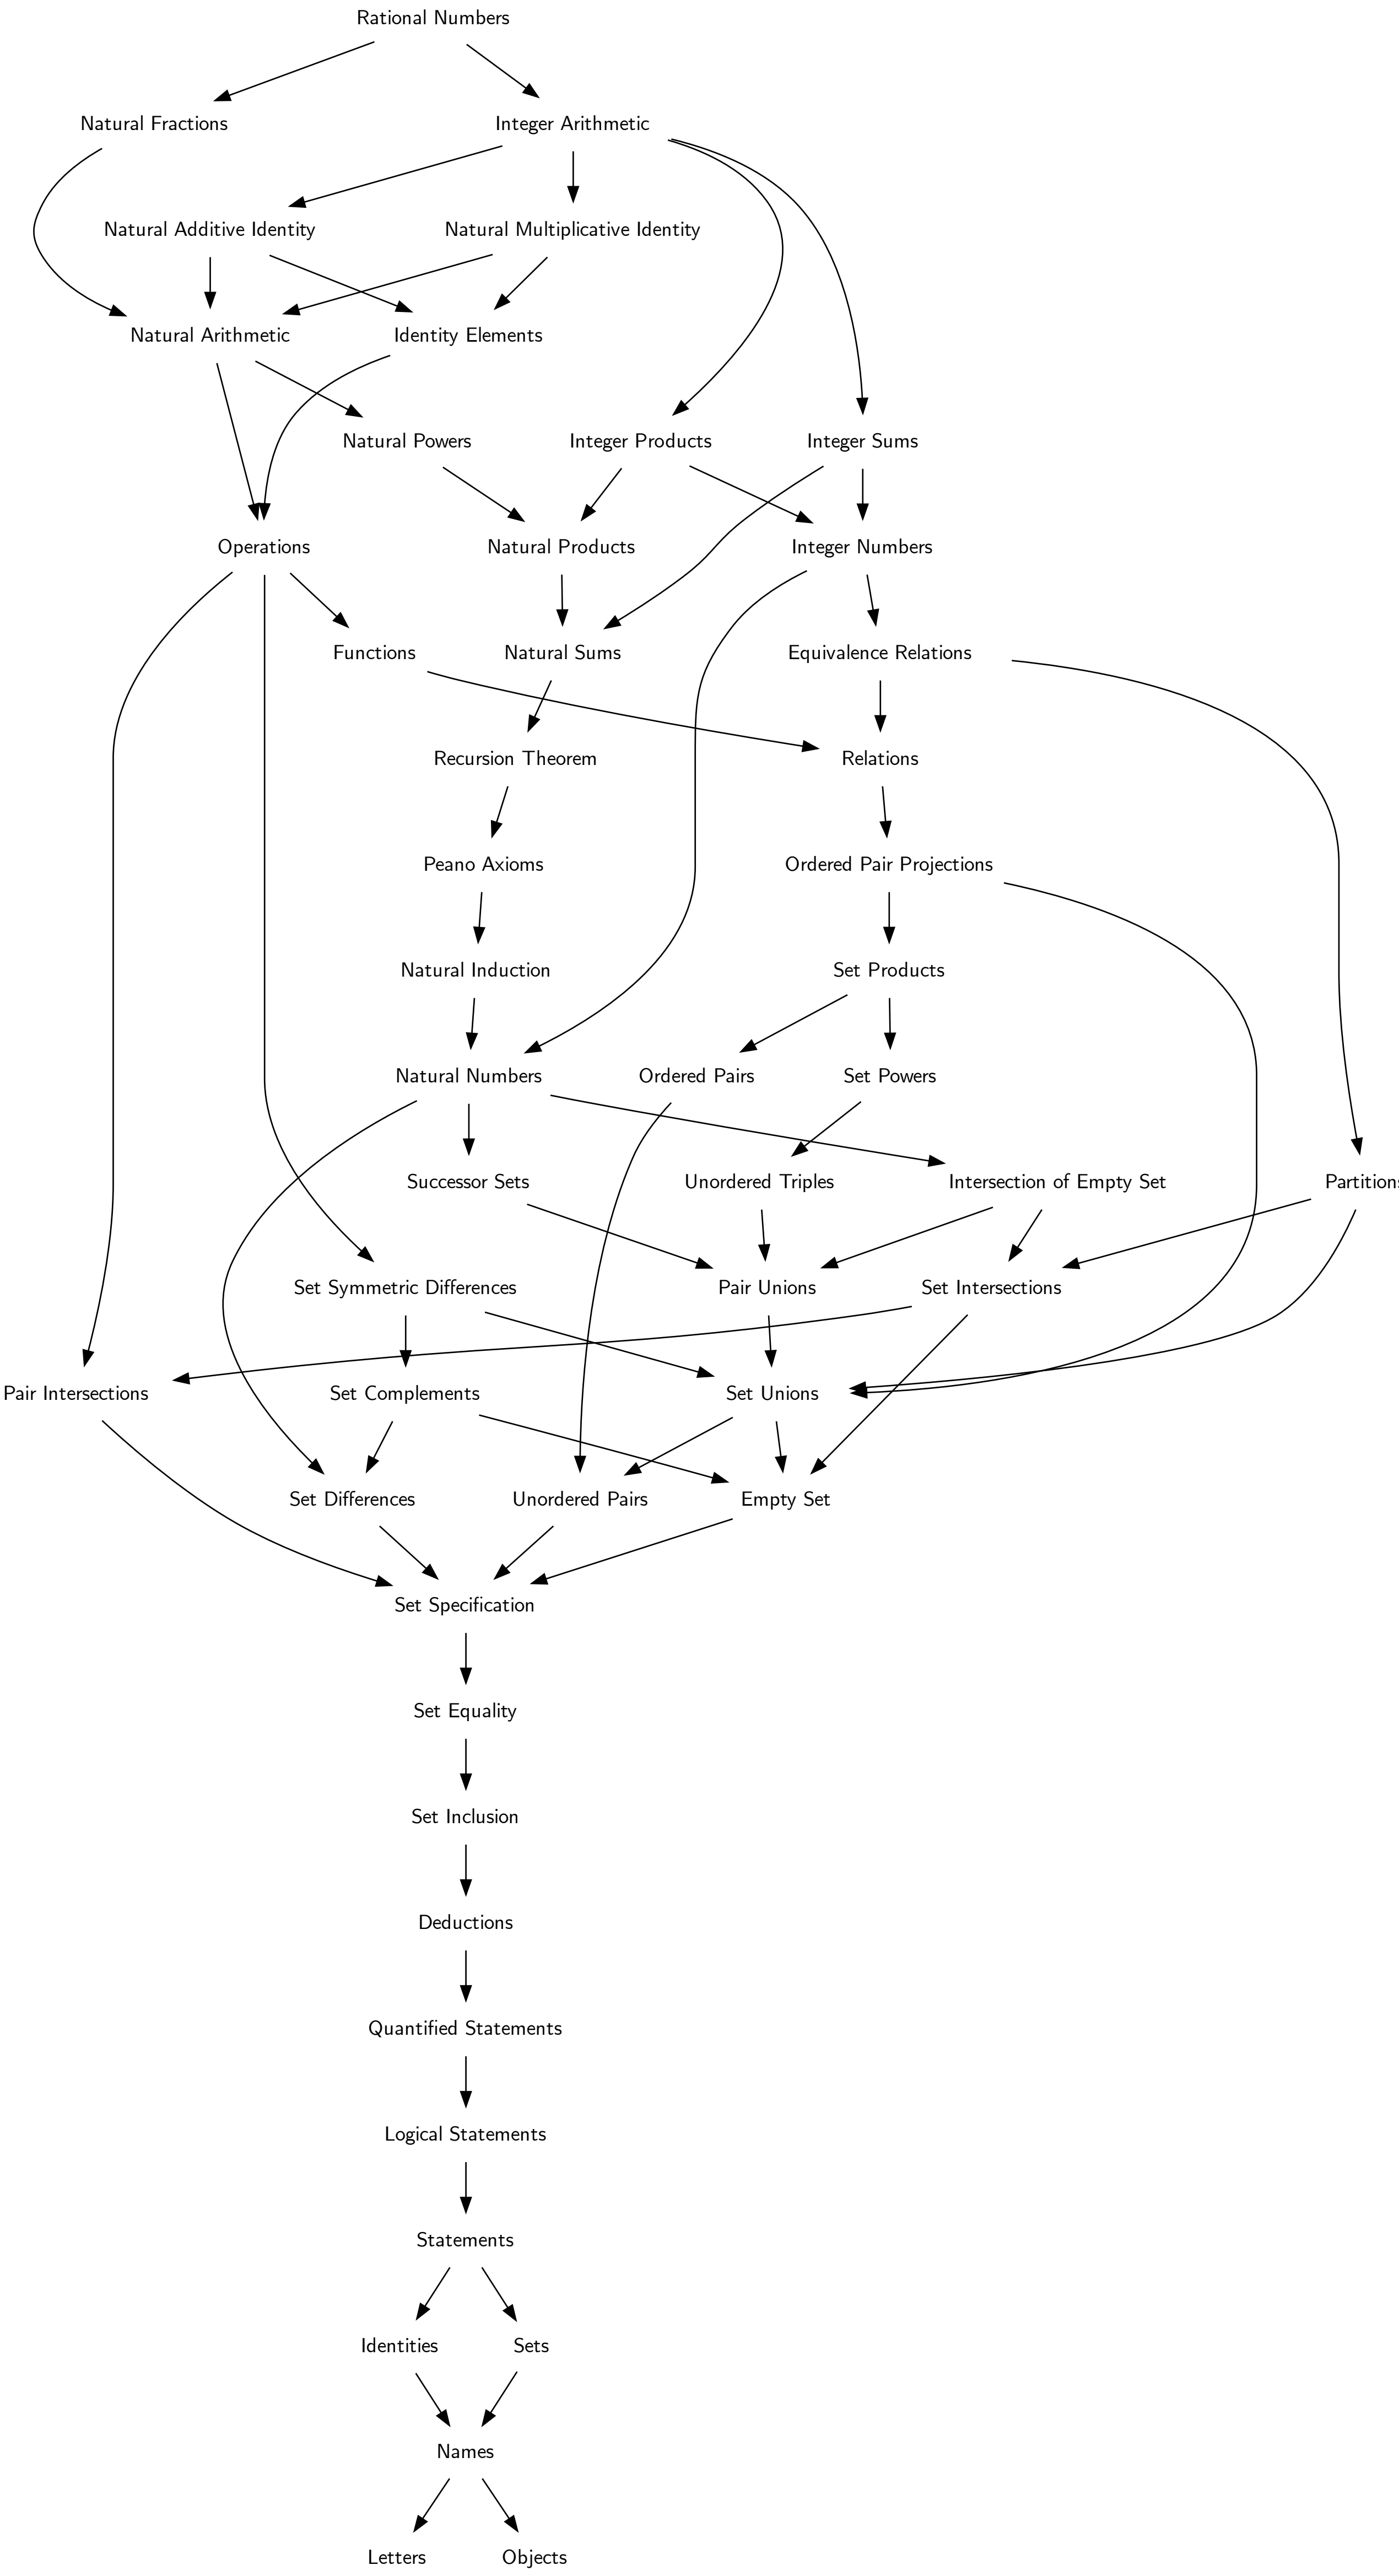 Rational Numbers
Natural Fractions
Integer Arithmetic
Natural Additive Identity
Natural Multiplicative Identity
Natural Arithmetic
Identity Elements
Natural Powers
Integer Products
Integer Sums
Operations
Natural Products
Integer Numbers
Functions
Natural Sums
Equivalence Relations
Recursion Theorem
Relations
Peano Axioms
Ordered Pair Projections
Natural Induction
Set Products
Natural Numbers
Ordered Pairs
Set Powers
Successor Sets
Unordered Triples
Intersection of Empty Set
Partitions
Set Symmetric Differences
Pair Unions
Set Intersections
Pair Intersections
Set Complements
Set Unions
Set Differences
Unordered Pairs
Empty Set
Set Specification
Set Equality
Set Inclusion
Deductions
Quantified Statements
Logical Statements
Statements
Identities
Sets
Names
Letters
Objects